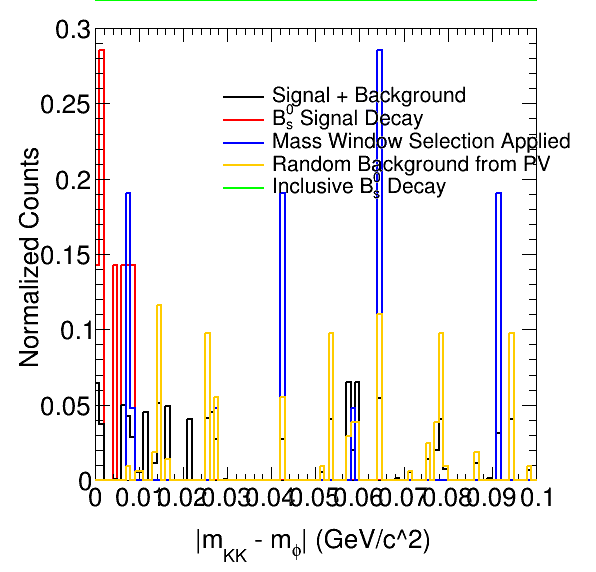 0.3
0.25
0.2
0.15
0.1
0.05
0
Normalized Counts
Signal + Background
B⁰ₛ Signal Decay
Mass Window Selection Applied
Random Background from PV
Inclusive B⁰ₛ Decay
0 0.01 0.02 0.03 0.04 0.05 0.06 0.07 0.08 0.09 0.1
|m_KK - m_ϕ| (GeV/c^2)